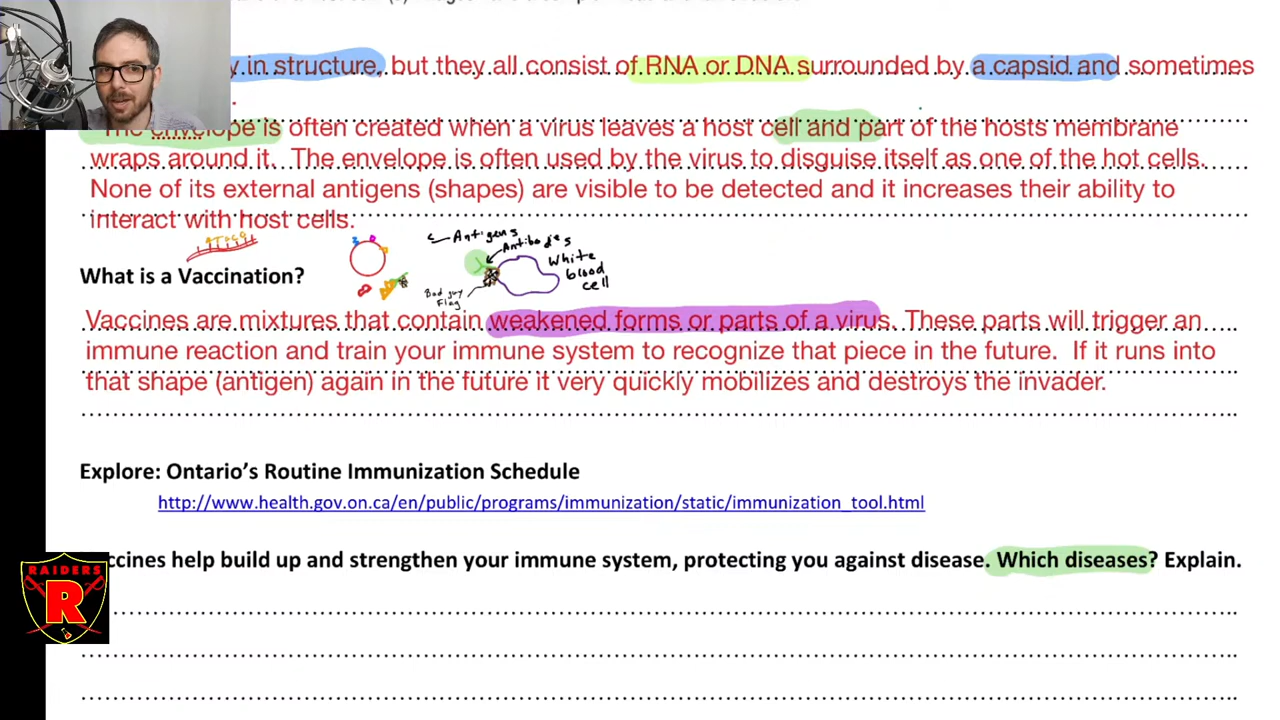 y in structure, but they all consist of RNA or DNA surrounded by a capsid and sometimes
The envelope is often created when a virus leaves a host cell and part of the hosts membrane
wraps around it. The envelope is often used by the virus to disguise itself as one of the hot cells.
None of its external antigens (shapes) are visible to be detected and it increases their ability to
interact with host cells.
Antigens
Antibodies
White
blood
cell
Bad guy
Flag
What is a Vaccination?
Vaccines are mixtures that contain weakened forms or parts of a virus. These parts will trigger an
immune reaction and train your immune system to recognize that piece in the future. If it runs into
that shape (antigen) again in the future it very quickly mobilizes and destroys the invader.
Explore: Ontario's Routine Immunization Schedule
http://www.health.gov.on.ca/en/public/programs/immunization/static/immunization_tool.html
ccines help build up and strengthen your immune system, protecting you against disease. Which diseases? Explain.
RAIDERS
R